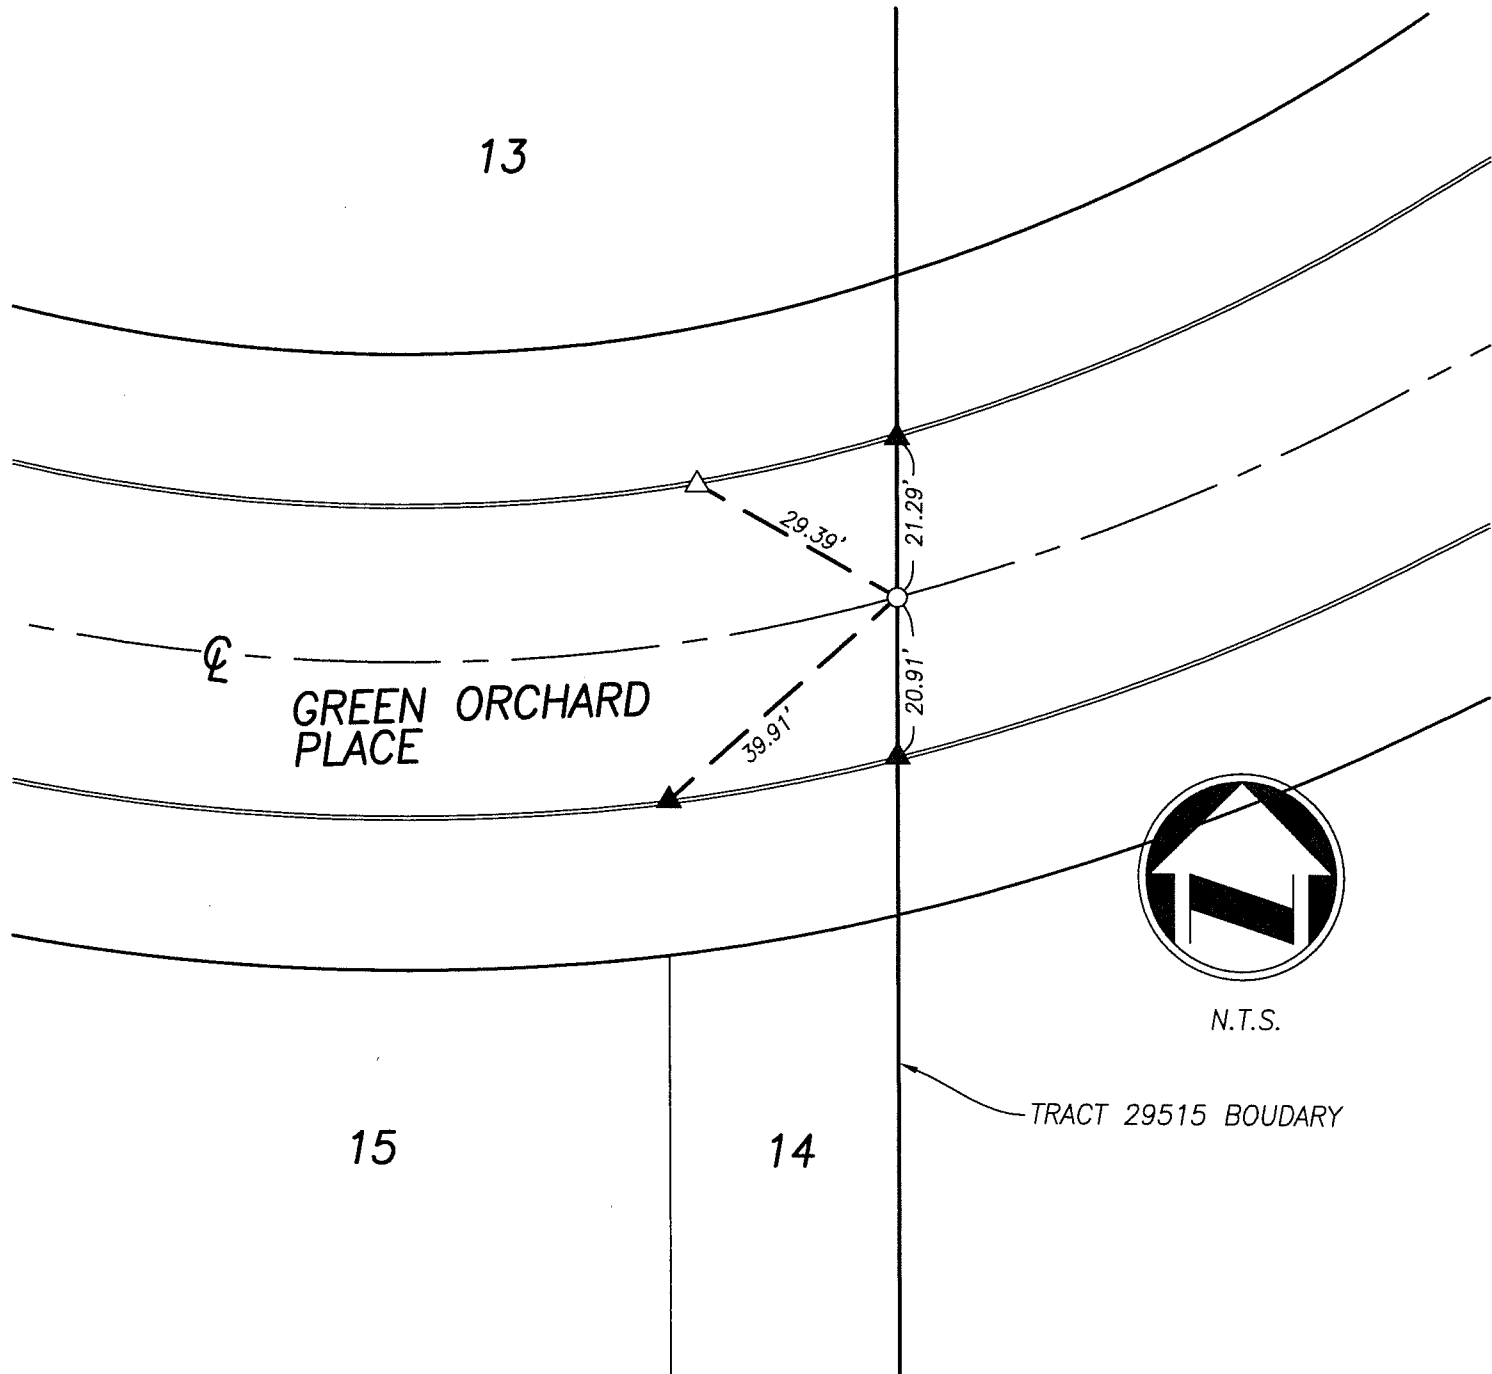 13
29.39'
21.29'
℄
GREEN ORCHARD
PLACE
39.91'
20.91'
N
N.T.S.
TRACT 29515 BOUDARY
15
14